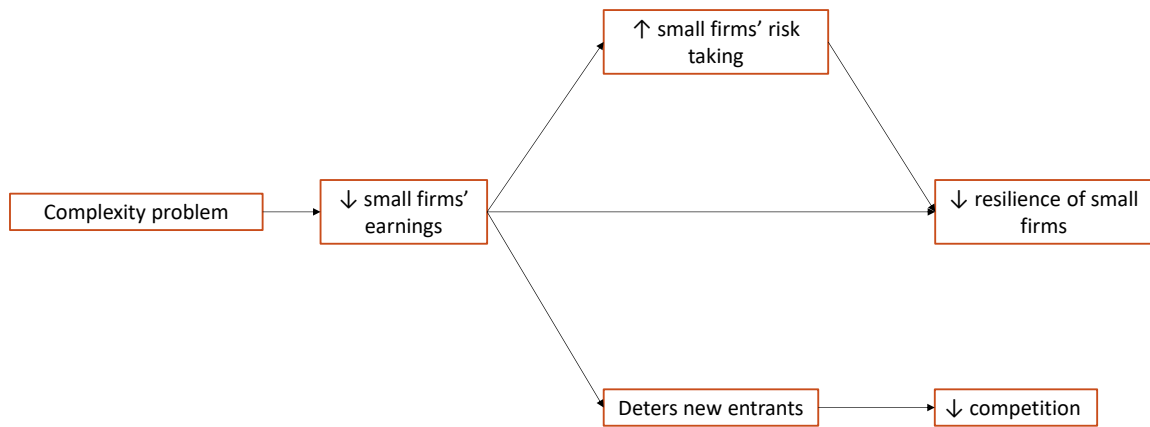 ↑ small firms’ risk
taking
Complexity problem
↓ small firms’
earnings
↓ resilience of small
firms
Deters new entrants
↓ competition